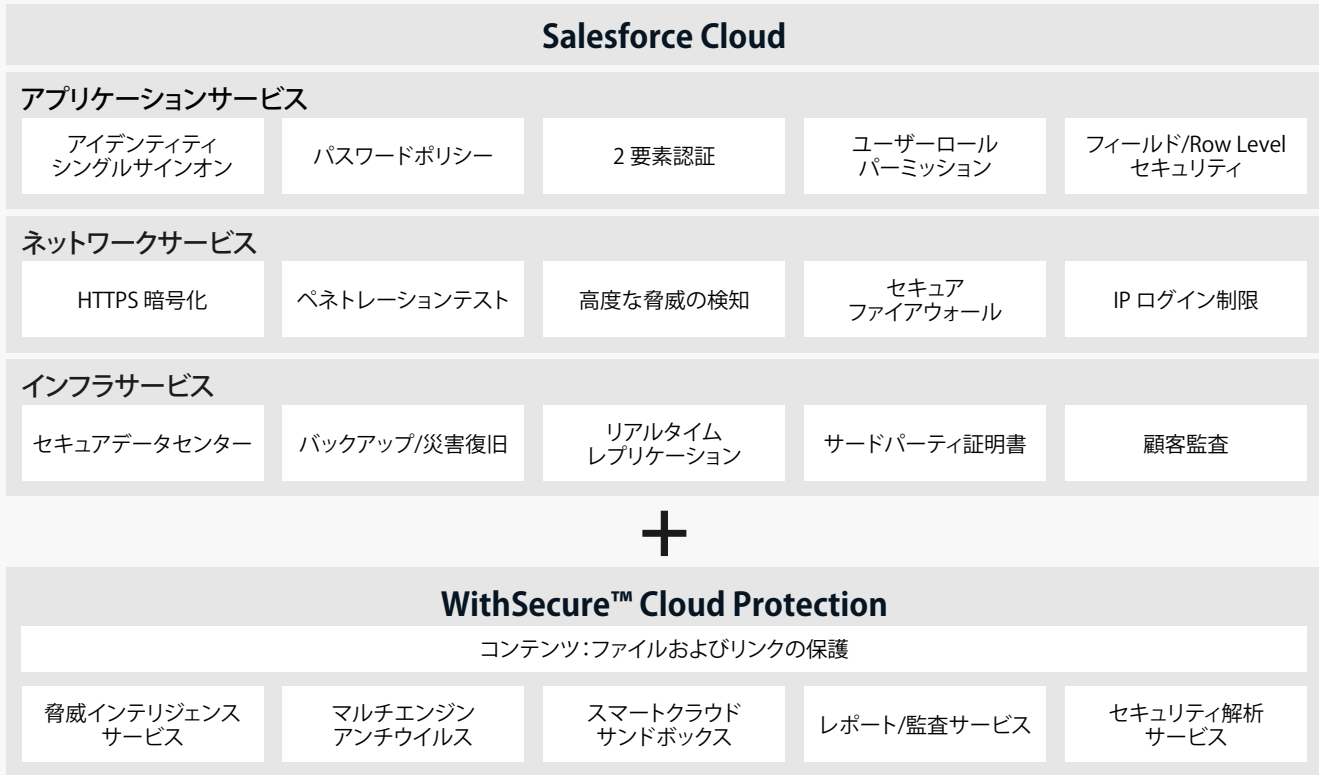 Salesforce Cloud
アプリケーションサービス
アイデンティティ
シングルサインオン
パスワードポリシー
2 要素認証
ユーザーロール
パーミッション
フィールド/Row Level
セキュリティ
ネットワークサービス
HTTPS 暗号化
ペネトレーションテスト
高度な脅威の検知
セキュア
ファイアウォール
IP ログイン制限
インフラサービス
セキュアデータセンター
バックアップ/災害復旧
リアルタイム
レプリケーション
サードパーティ証明書
顧客監査
+
WithSecure™ Cloud Protection
コンテンツ：ファイルおよびリンクの保護
脅威インテリジェンス
サービス
マルチエンジン
アンチウイルス
スマートクラウド
サンドボックス
レポート/監査サービス
セキュリティ解析
サービス